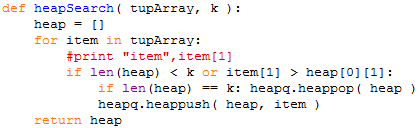 def heapSearch( tupArray, k ):
    heap = []
    for item in tupArray:
        #print "item",item[1]
        if len(heap) < k or item[1] > heap[0][1]:
            if len(heap) == k: heapq.heappop( heap )
            heapq.heappush( heap, item )
    return heap